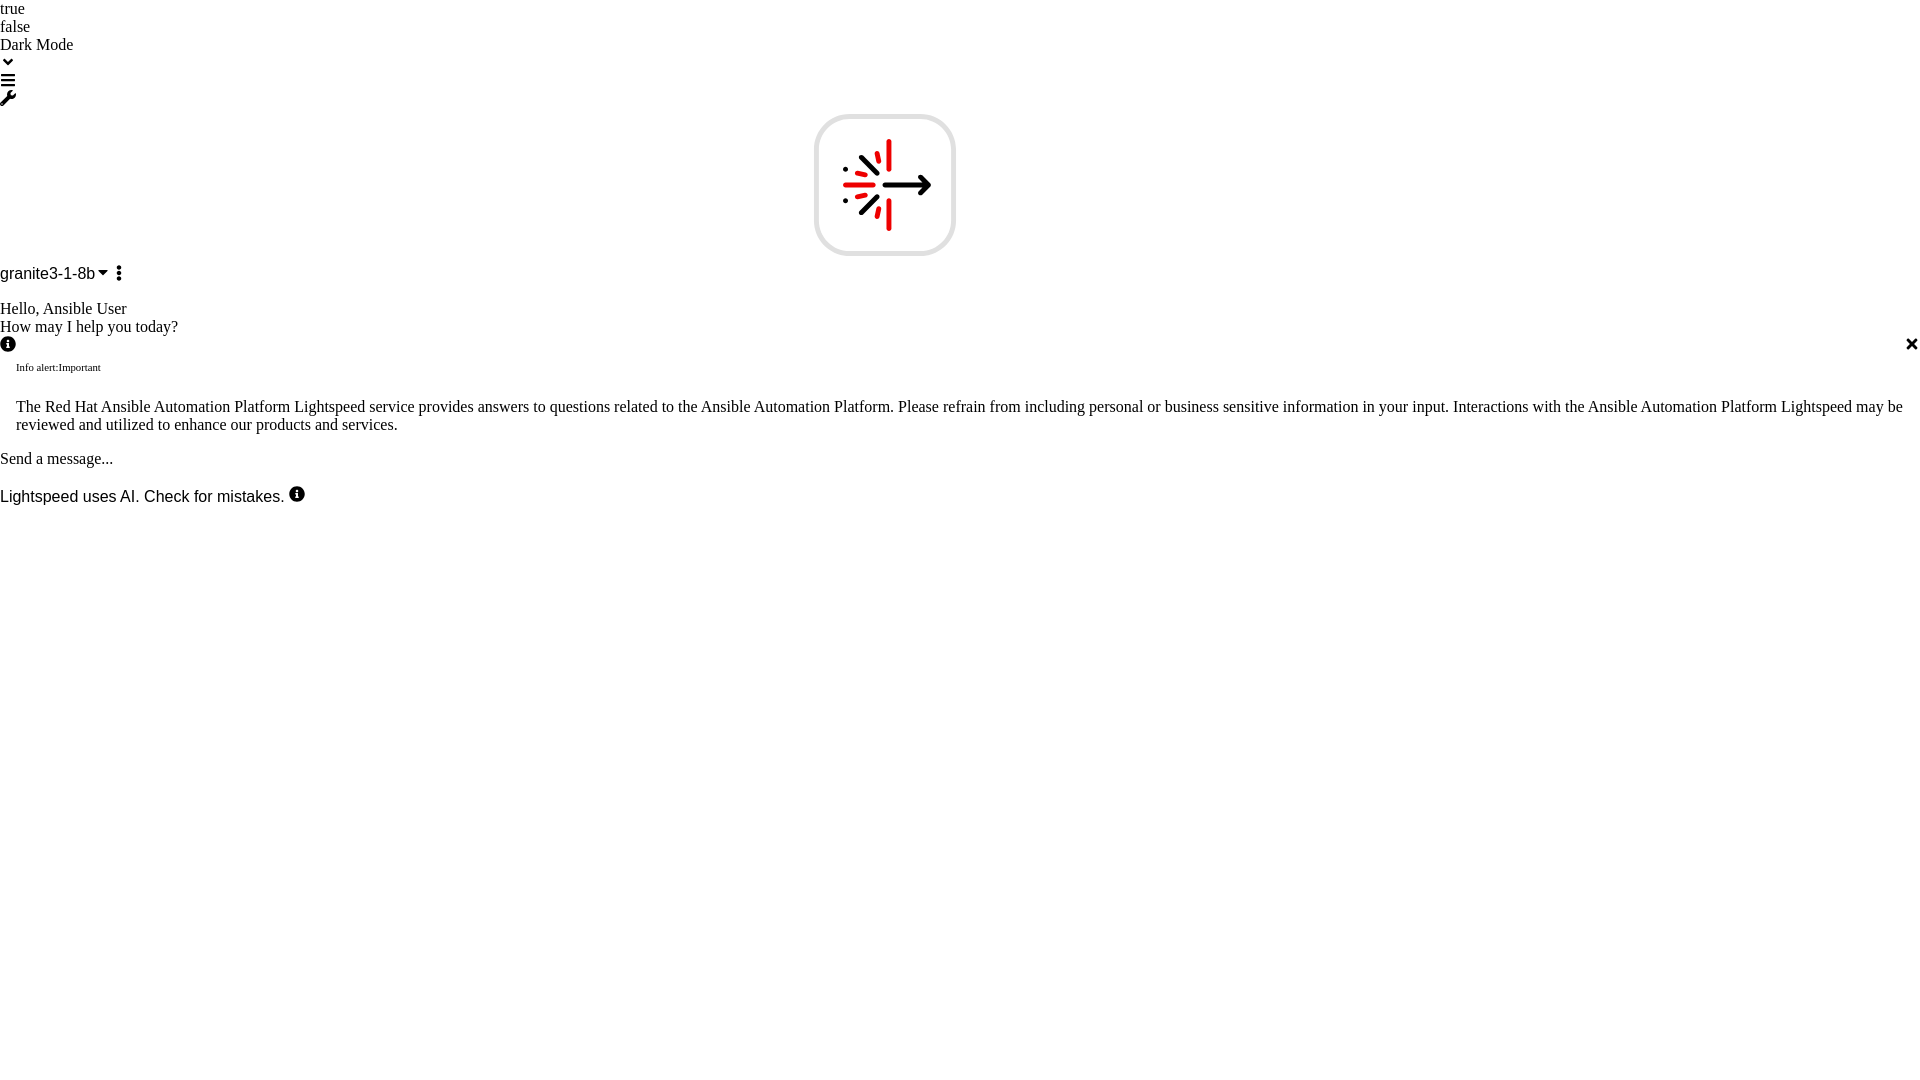 true
false
Dark Mode
granite3-1-8b
Hello, Ansible User
How may I help you today?
Info alert:Important
The Red Hat Ansible Automation Platform Lightspeed service provides answers to questions related to the Ansible Automation Platform. Please refrain from including personal or business sensitive information in your input. Interactions with the Ansible Automation Platform Lightspeed may be
reviewed and utilized to enhance our products and services.
Send a message...
Lightspeed uses AI. Check for mistakes.